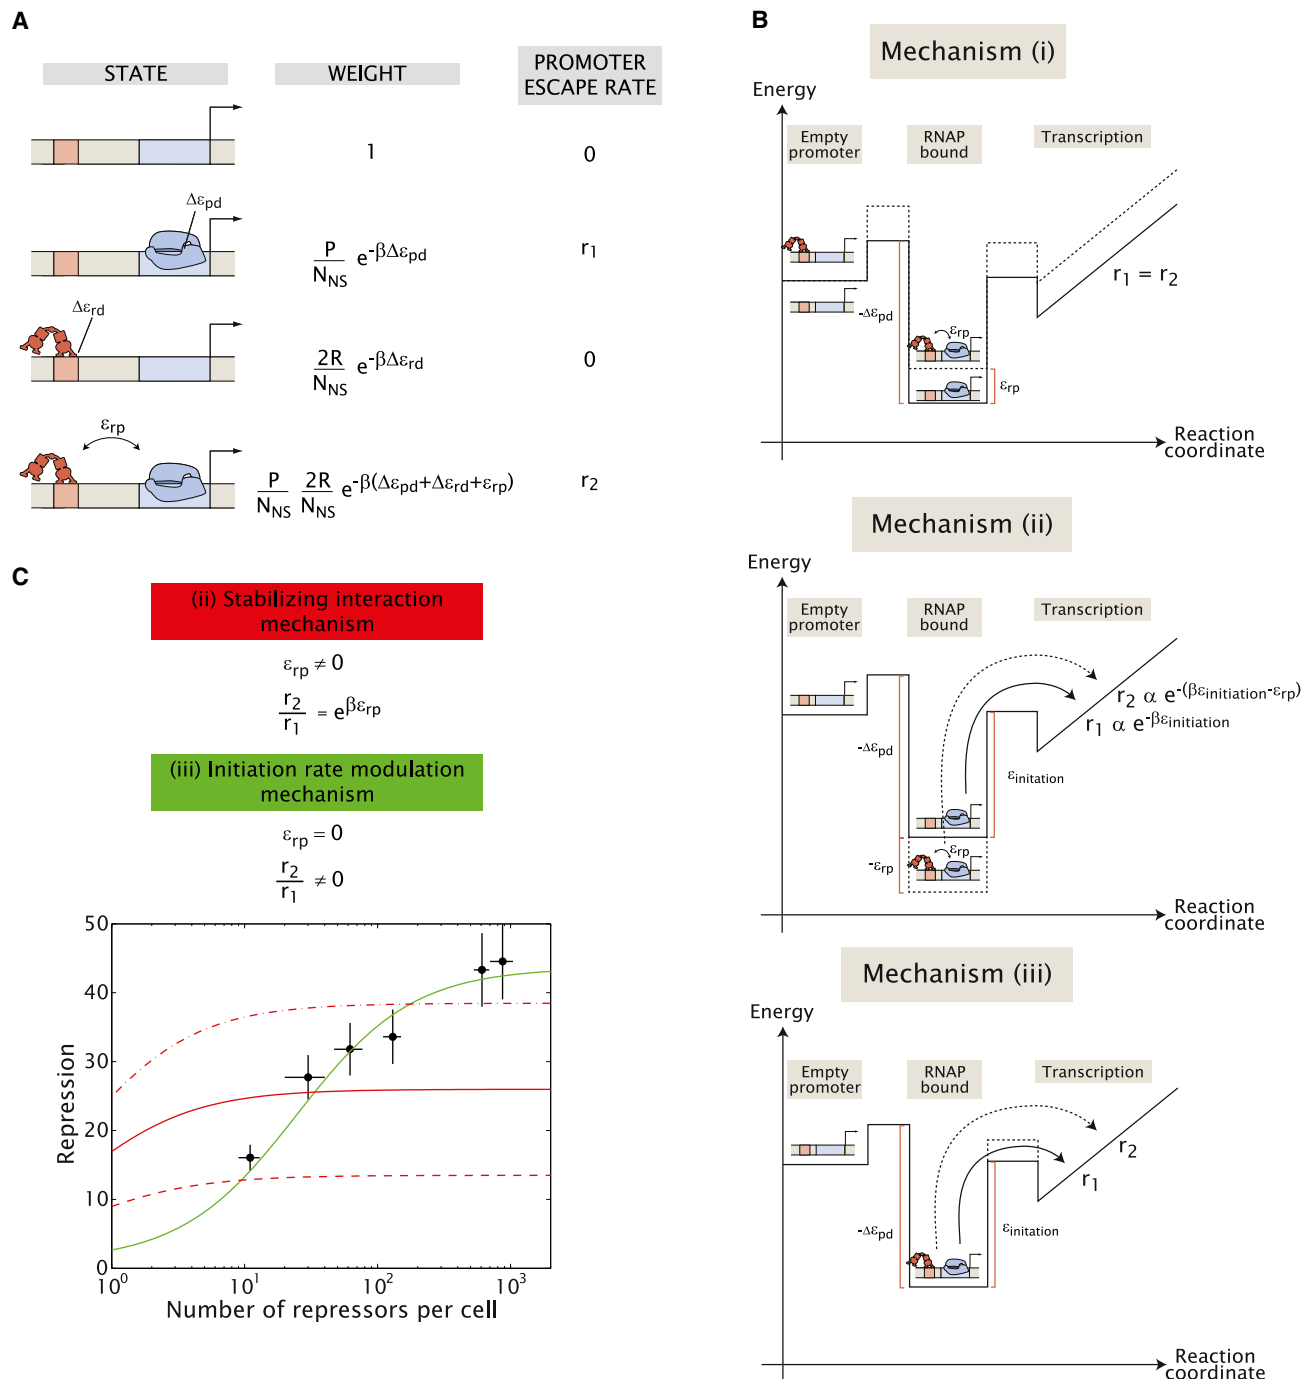 A
STATE WEIGHT PROMOTER ESCAPE RATE
1 0
Δεpd
P/NNS e^-βΔεpd r1
Δεrd
2R/NNS e^-βΔεrd 0
εrp
P/NNS 2R/NNS e^-β(Δεpd+Δεrd+εrp) r2
B
Mechanism (i)
Energy
Empty promoter
RNAP bound
Transcription
r1 = r2
-Δεpd
εrp
εrp
Reaction coordinate
Mechanism (ii)
Energy
Empty promoter
RNAP bound
Transcription
r2 α e^-(βεinitiation-εrp)
r1 α e^-βεinitiation
-Δεpd
εinitation
-εrp
εrp
Reaction coordinate
Mechanism (iii)
Energy
Empty promoter
RNAP bound
Transcription
r2
r1
-Δεpd
εinitation
Reaction coordinate
C
(ii) Stabilizing interaction
mechanism
εrp ≠ 0
r2/r1 = e^βεrp
(iii) Initiation rate modulation
mechanism
εrp = 0
r2/r1 ≠ 0
Repression
50
40
30
20
10
0
10^0 10^1 10^2 10^3
Number of repressors per cell